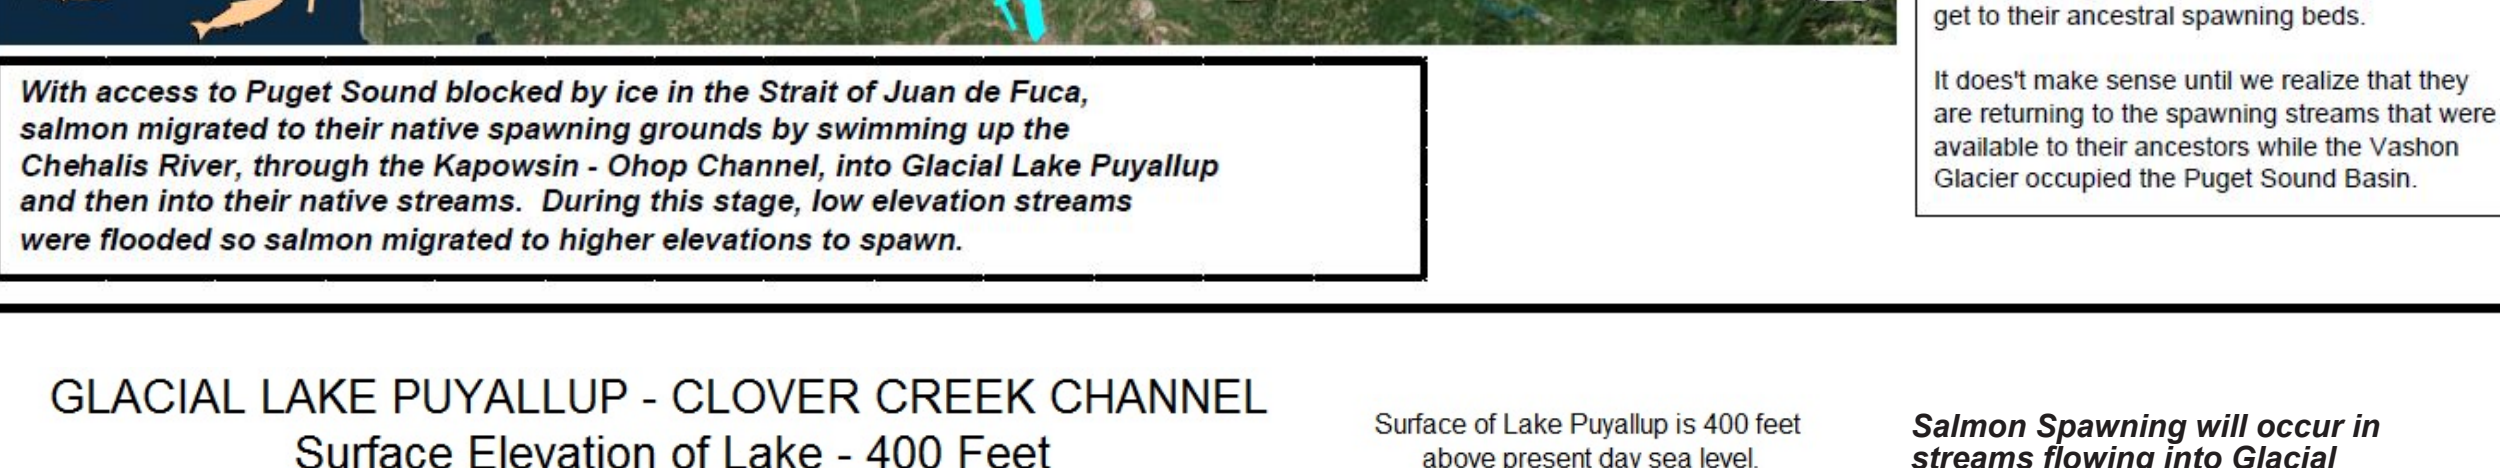 get to their ancestral spawning beds.
It does't make sense until we realize that they
are returning to the spawning streams that were
available to their ancestors while the Vashon
Glacier occupied the Puget Sound Basin.
With access to Puget Sound blocked by ice in the Strait of Juan de Fuca,
salmon migrated to their native spawning grounds by swimming up the
Chehalis River, through the Kapowsin - Ohop Channel, into Glacial Lake Puyallup
and then into their native streams.  During this stage, low elevation streams
were flooded so salmon migrated to higher elevations to spawn.
GLACIAL LAKE PUYALLUP - CLOVER CREEK CHANNEL
Surface Elevation of Lake - 400 Feet
Surface of Lake Puyallup is 400 feet
above present day sea level.
Salmon Spawning will occur in
streams flowing into Glacial